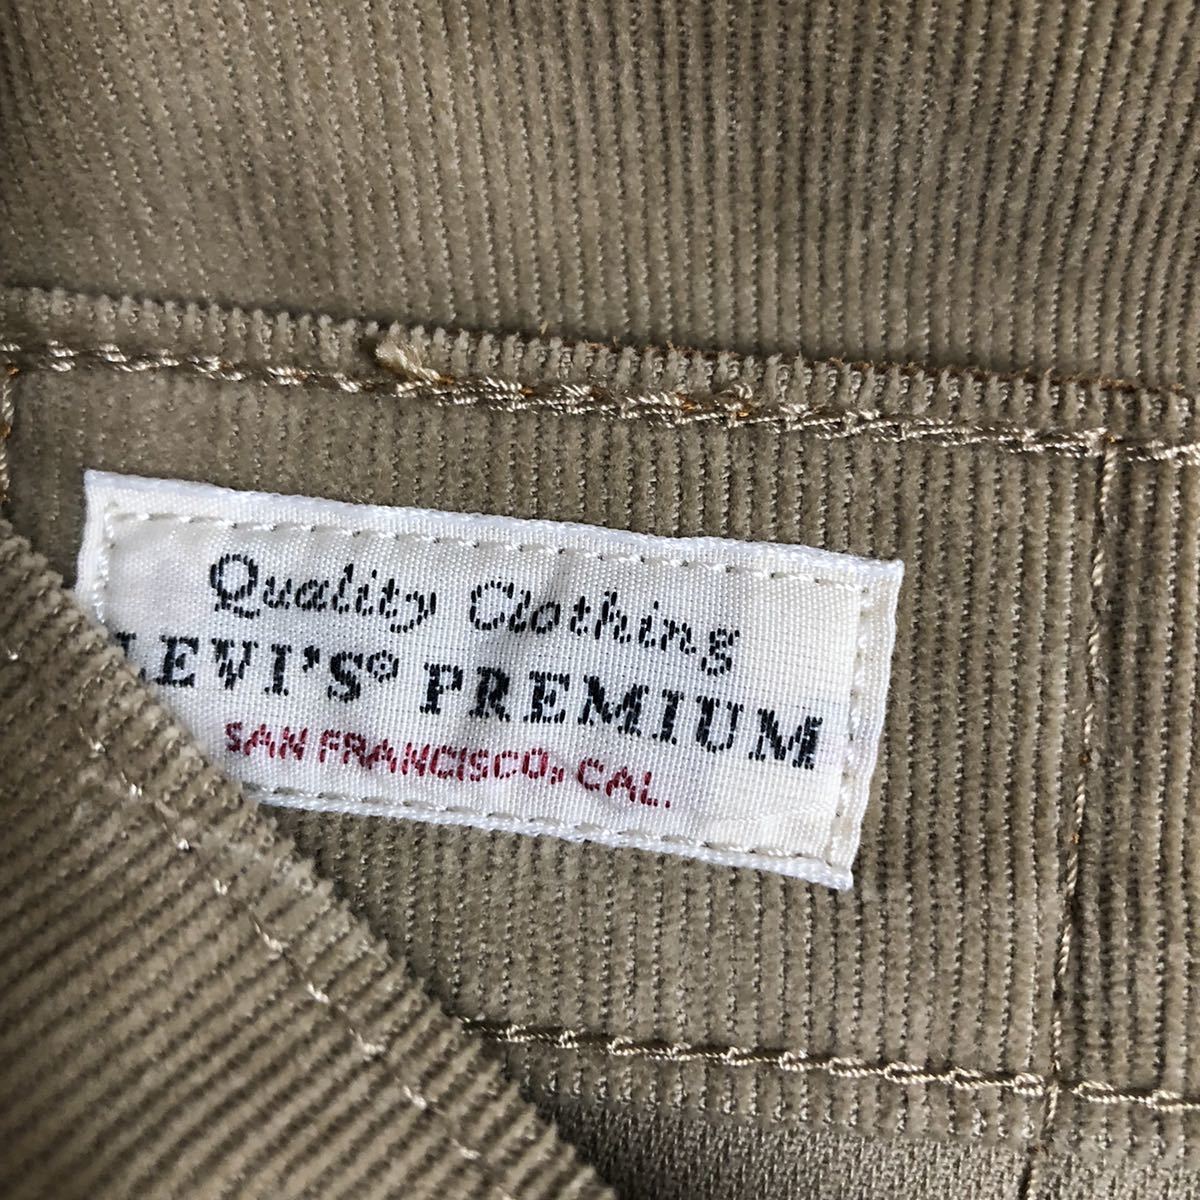 Quality Clothing
LEVI'S® PREMIUM
SAN FRANCISCO, CAL.